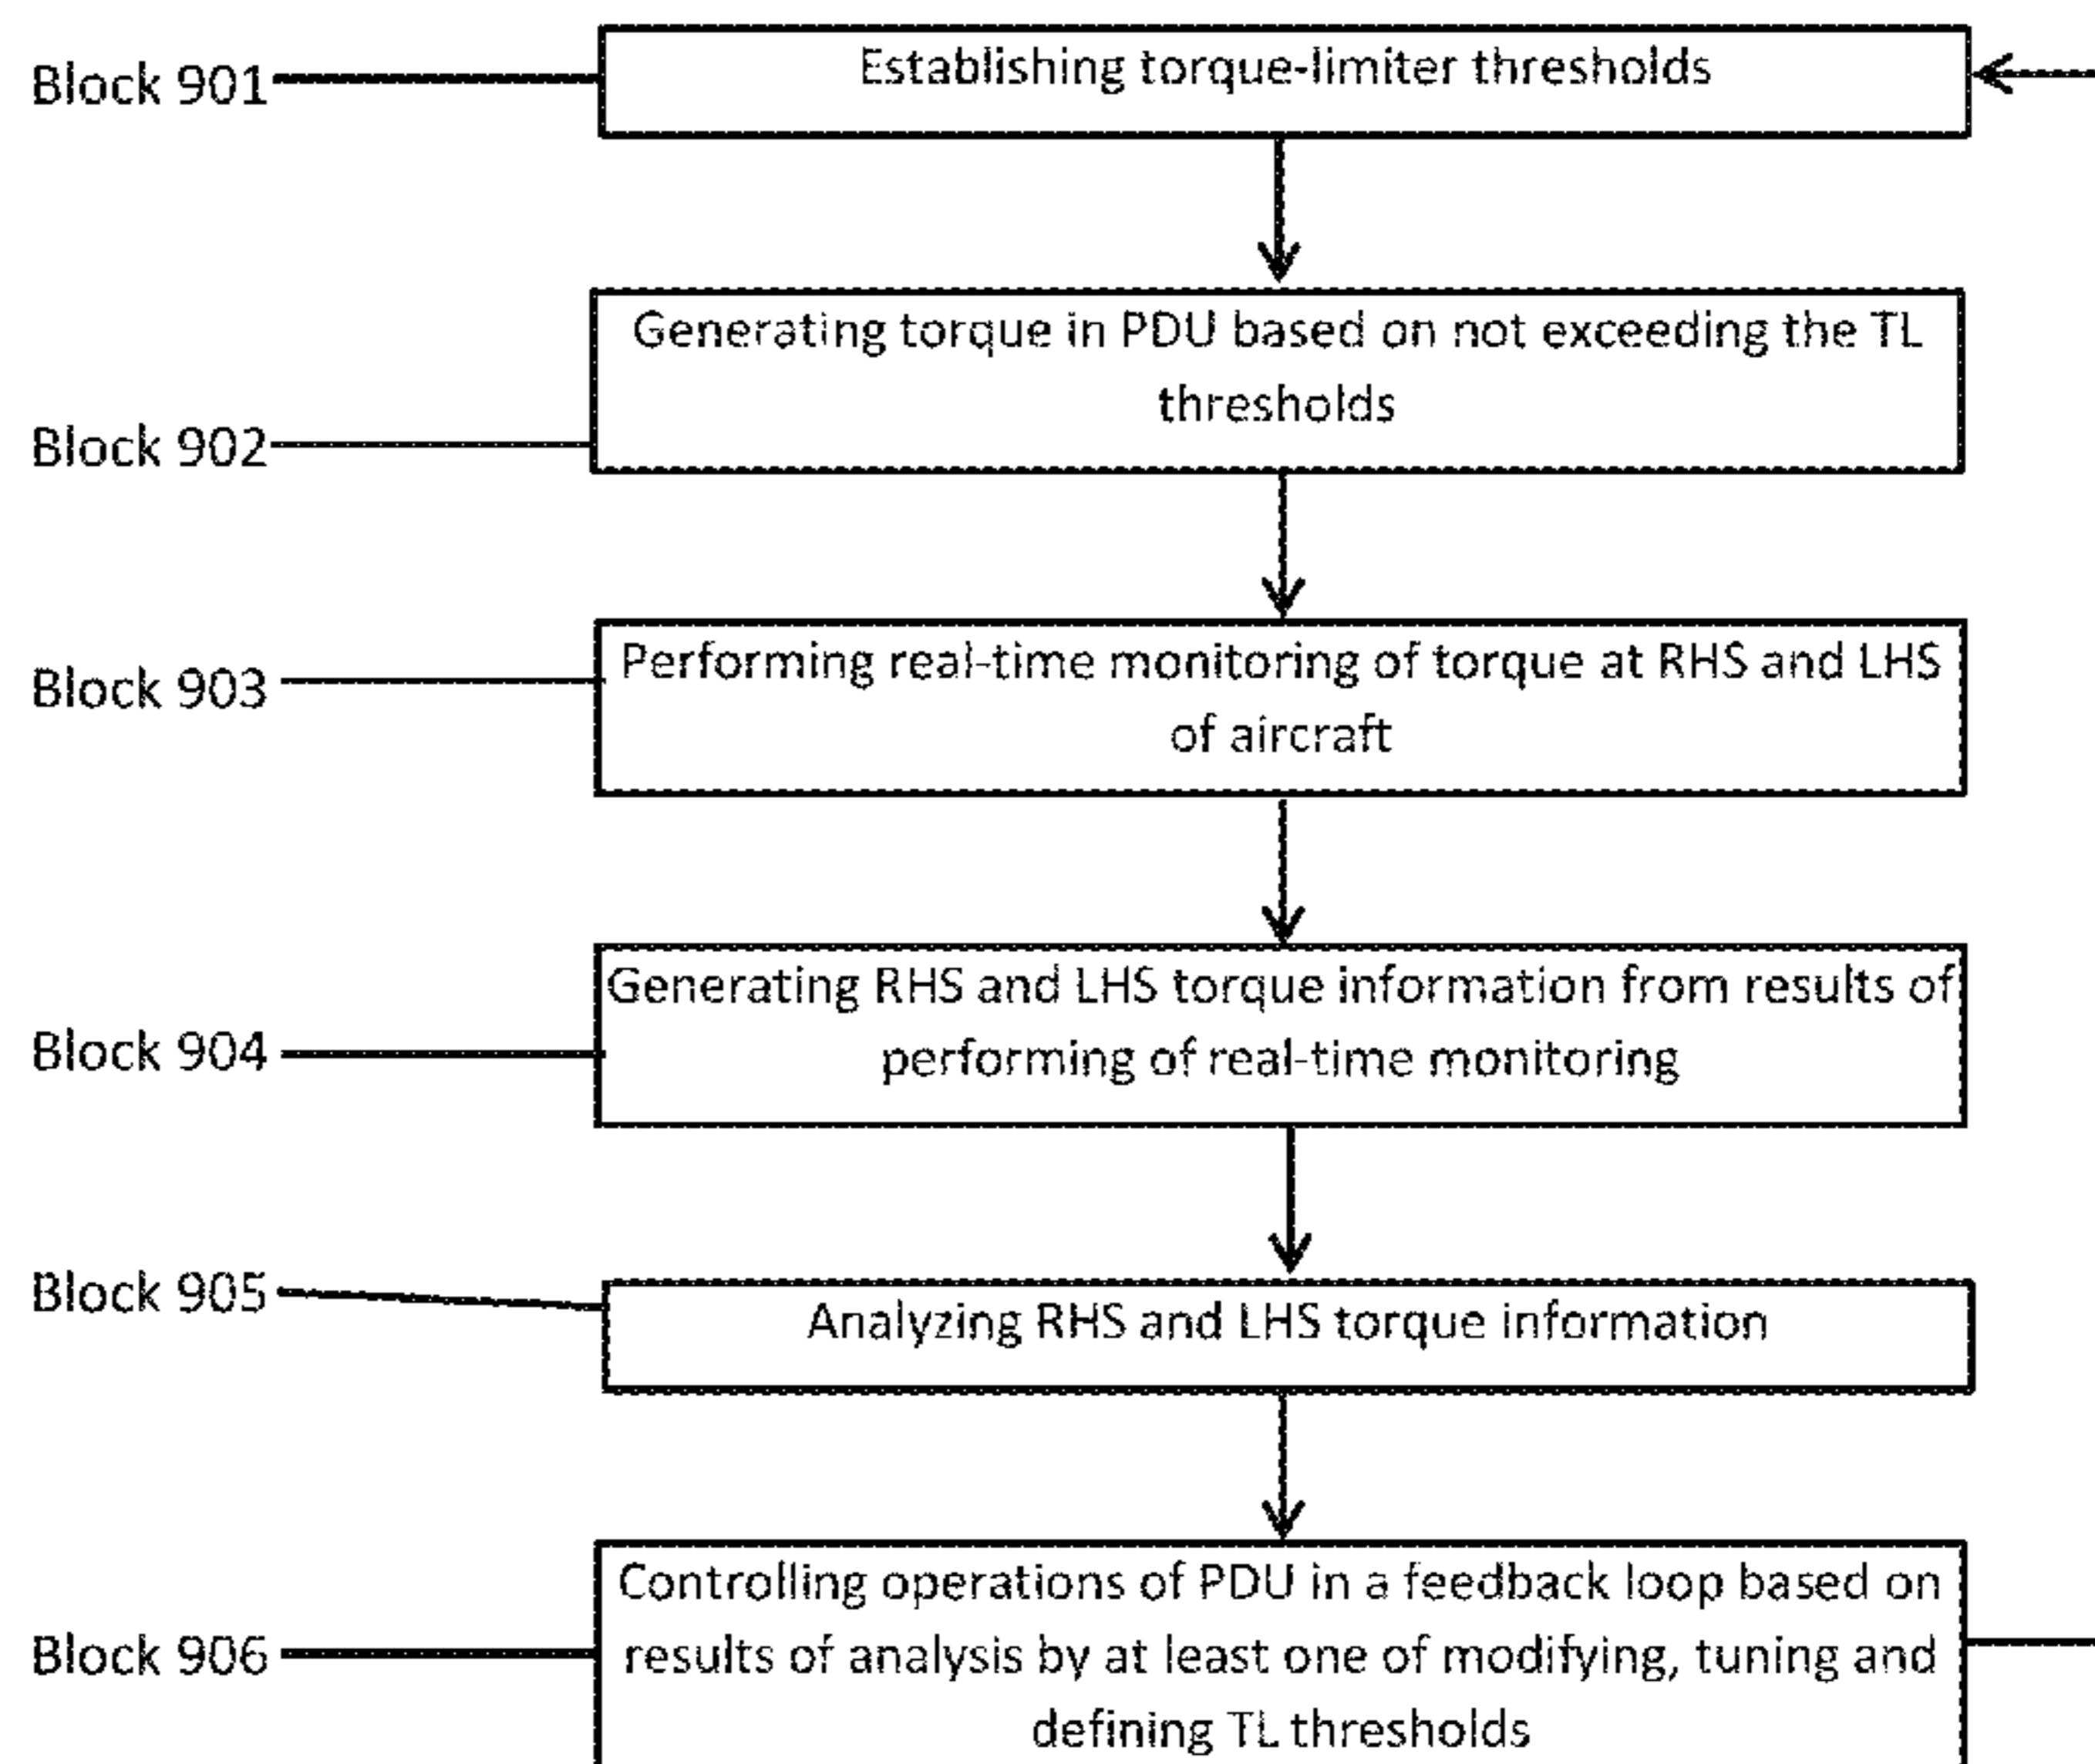 Block 901
Establishing torque-limiter thresholds
Generating torque in PDU based on not exceeding the TL
thresholds
Block 902
Performing real-time monitoring of torque at RHS and LHS
of aircraft
Block 903
Generating RHS and LHS torque information from results of
performing of real-time monitoring
Block 904
Block 905
Analyzing RHS and LHS torque information
Controlling operations of PDU in a feedback loop based on
results of analysis by at least one of modifying, tuning and
defining TL thresholds
Block 906